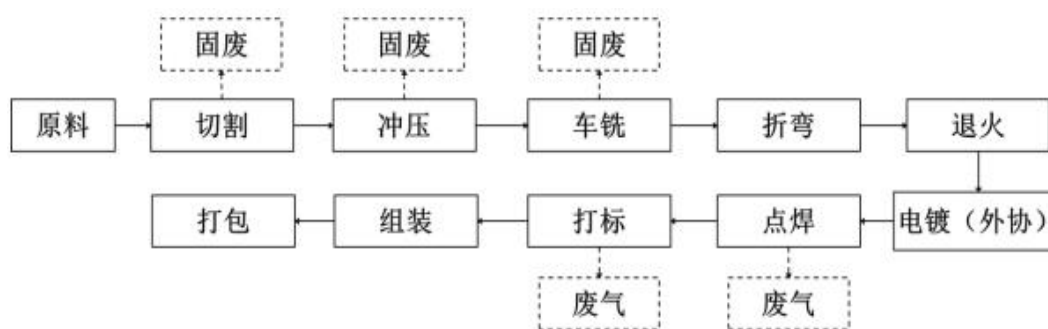 固废 固废 固废
原料 切割 冲压 车铣 折弯 退火
打包 组装 打标 点焊 电镀（外协）
废气 废气